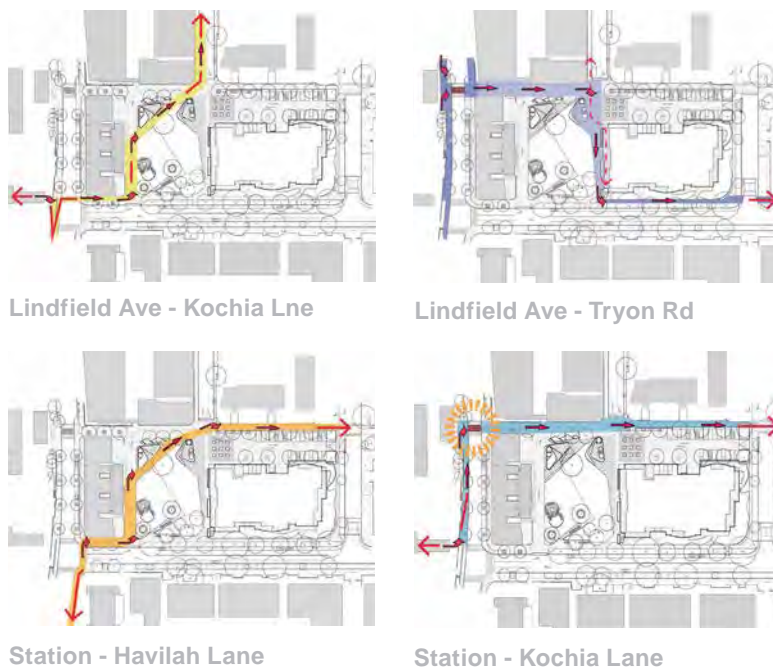 Lindfield Ave - Kochia Lne
Lindfield Ave - Tryon Rd
Station - Havilah Lane
Station - Kochia Lane